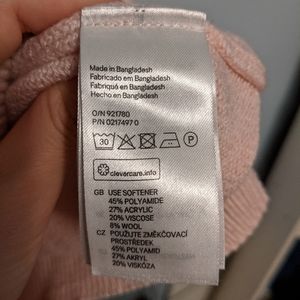 Made in Bangladesh
Fabricado em Bangladesh
Fabriqué en Bangladesh
Hecho en Bangladesh
O/N 921780
P/N 0217497 0
30
P
clevercare.info
GB USE SOFTENER
45% POLYAMIDE
27% ACRYLIC
20% VISCOSE
8% WOOL
CZ POUŽIJTE ZMĚKČOVACÍ
PROSTŘEDEK
45% POLYAMID
27% AKRYL
20% VISKÓZA